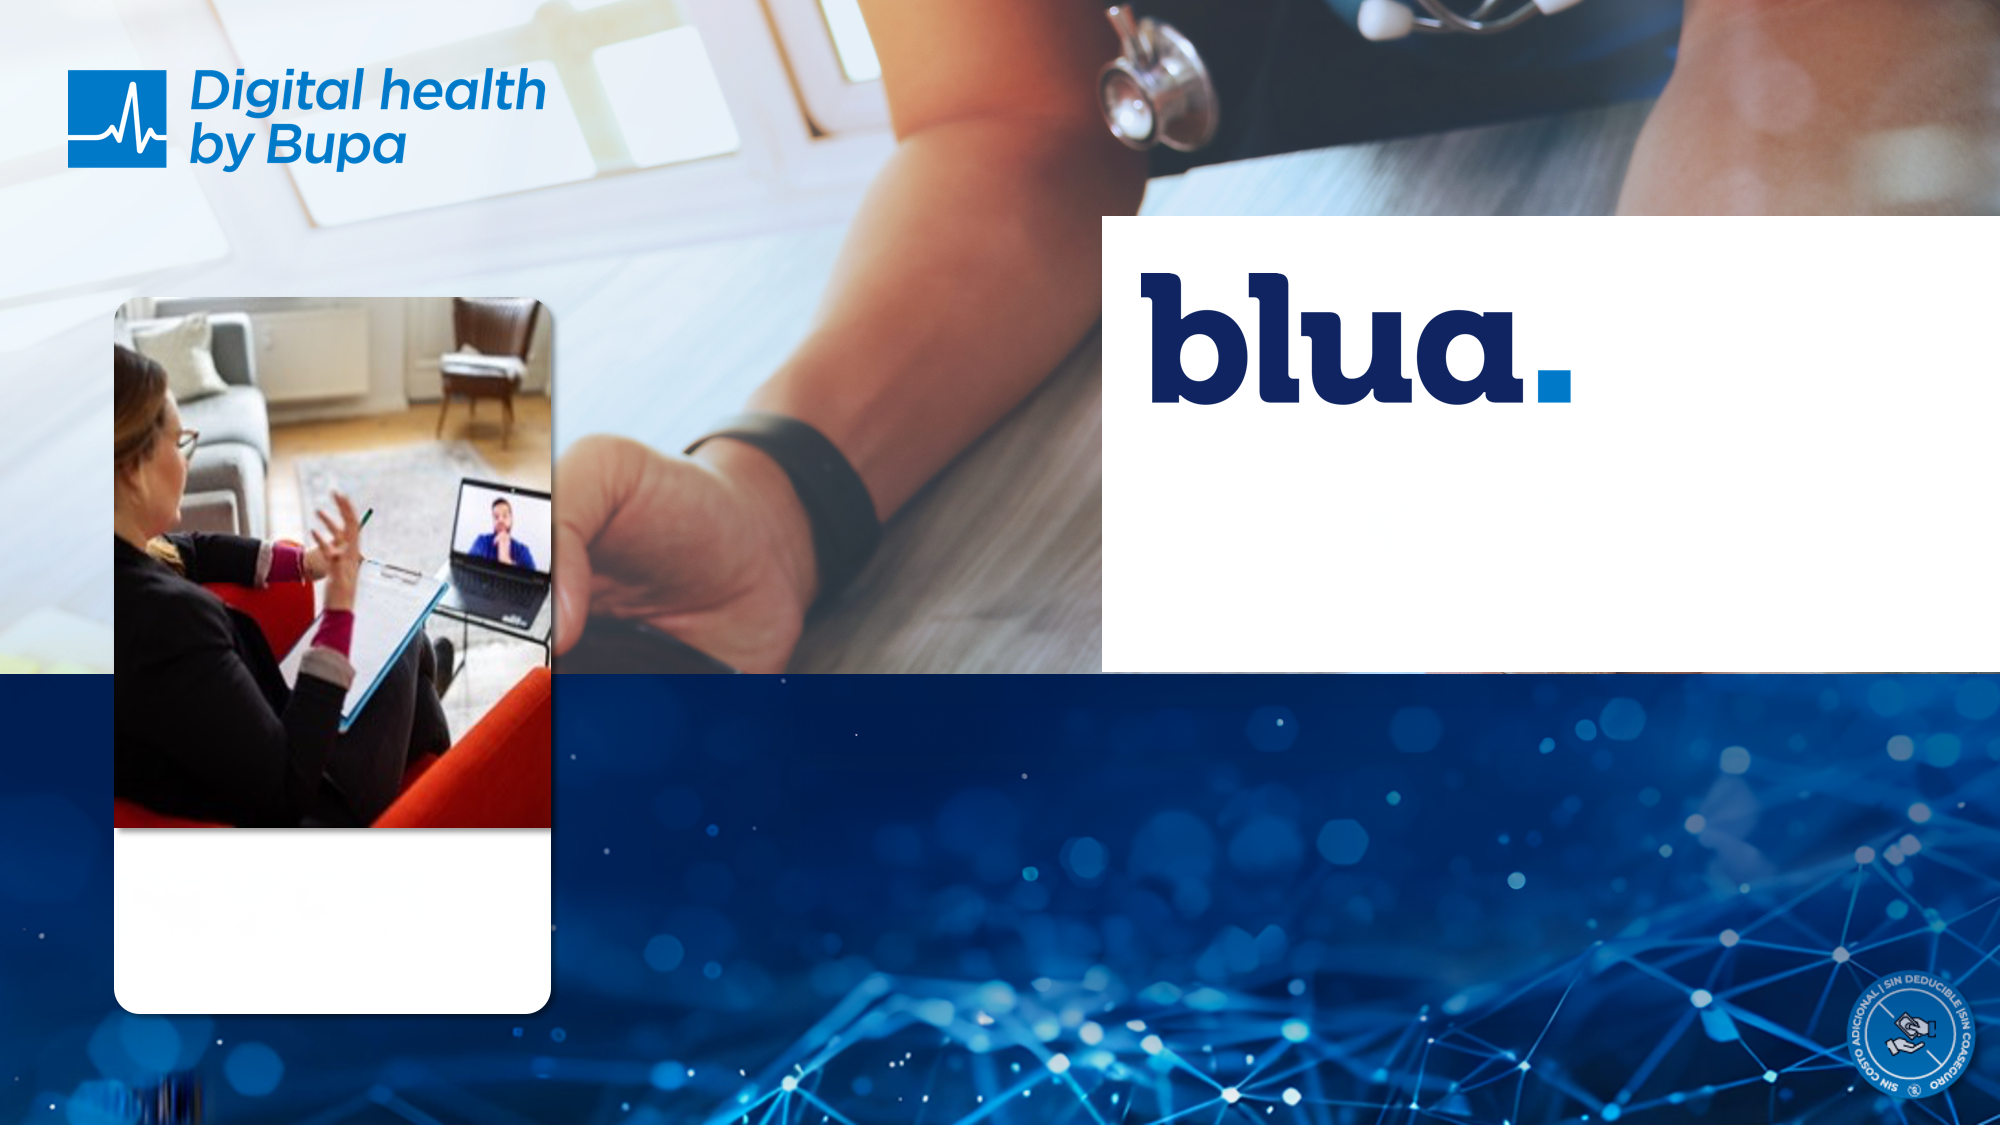 Digital health
by Bupa
blua.
SIN COSTO ADICIONAL | SIN DEDUCIBLE | SIN COASEGURO